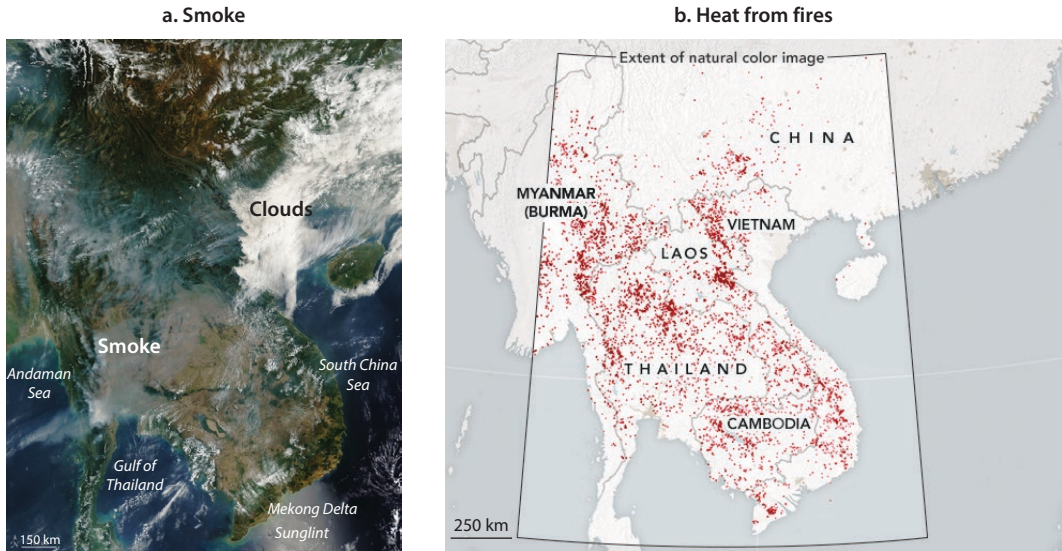 a. Smoke
Clouds
Smoke
Andaman
Sea
South China
Sea
Gulf of
Thailand
Mekong Delta
Sunglint
150 km
b. Heat from fires
Extent of natural color image
CHINA
MYANMAR
(BURMA)
VIETNAM
LAOS
THAILAND
CAMBODIA
250 km